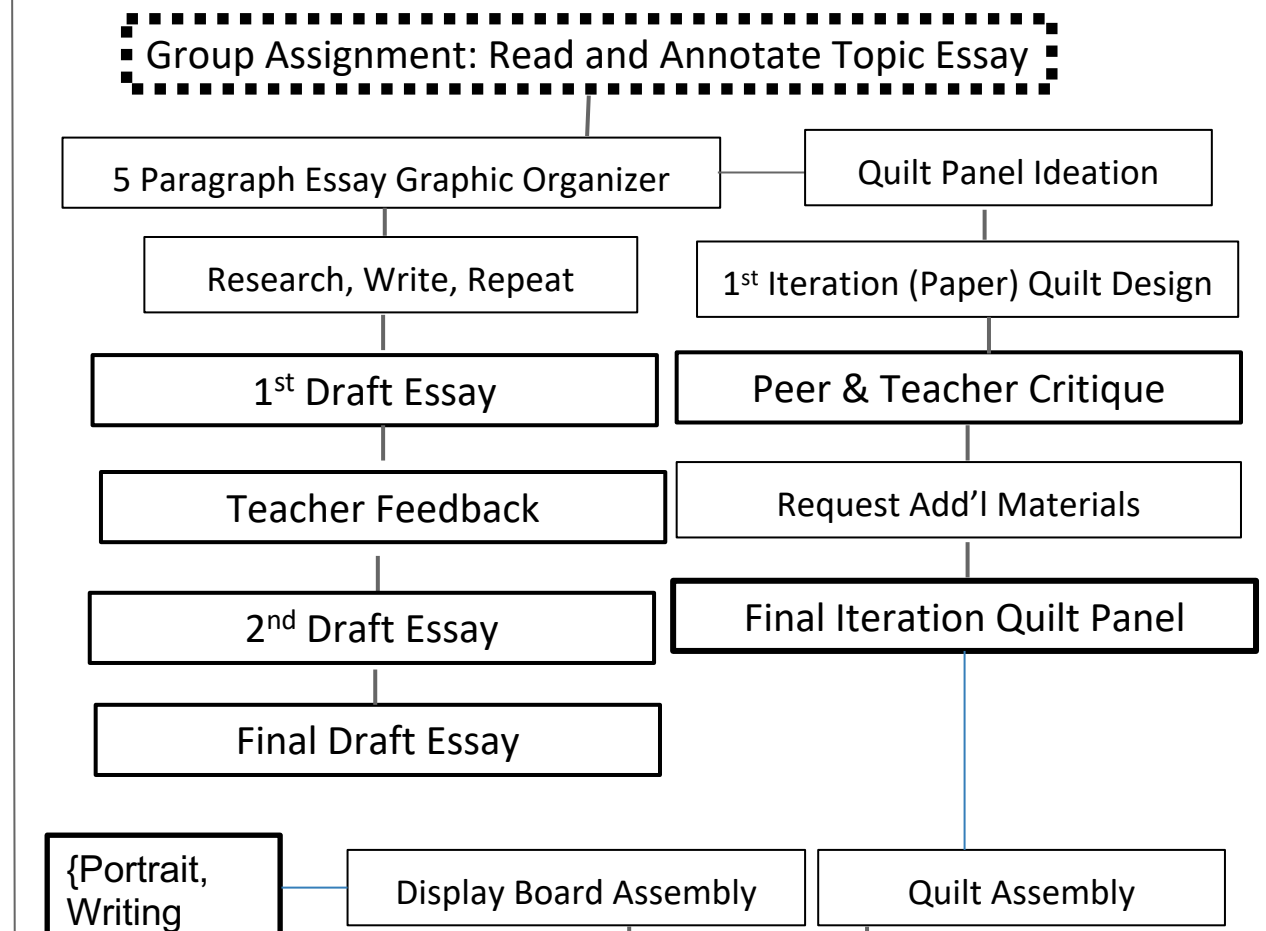 Group Assignment: Read and Annotate Topic Essay
5 Paragraph Essay Graphic Organizer
Quilt Panel Ideation
Research, Write, Repeat
1st Iteration (Paper) Quilt Design
1st Draft Essay
Peer & Teacher Critique
Teacher Feedback
Request Add’l Materials
2nd Draft Essay
Final Iteration Quilt Panel
Final Draft Essay
{Portrait,
Writing
Display Board Assembly
Quilt Assembly